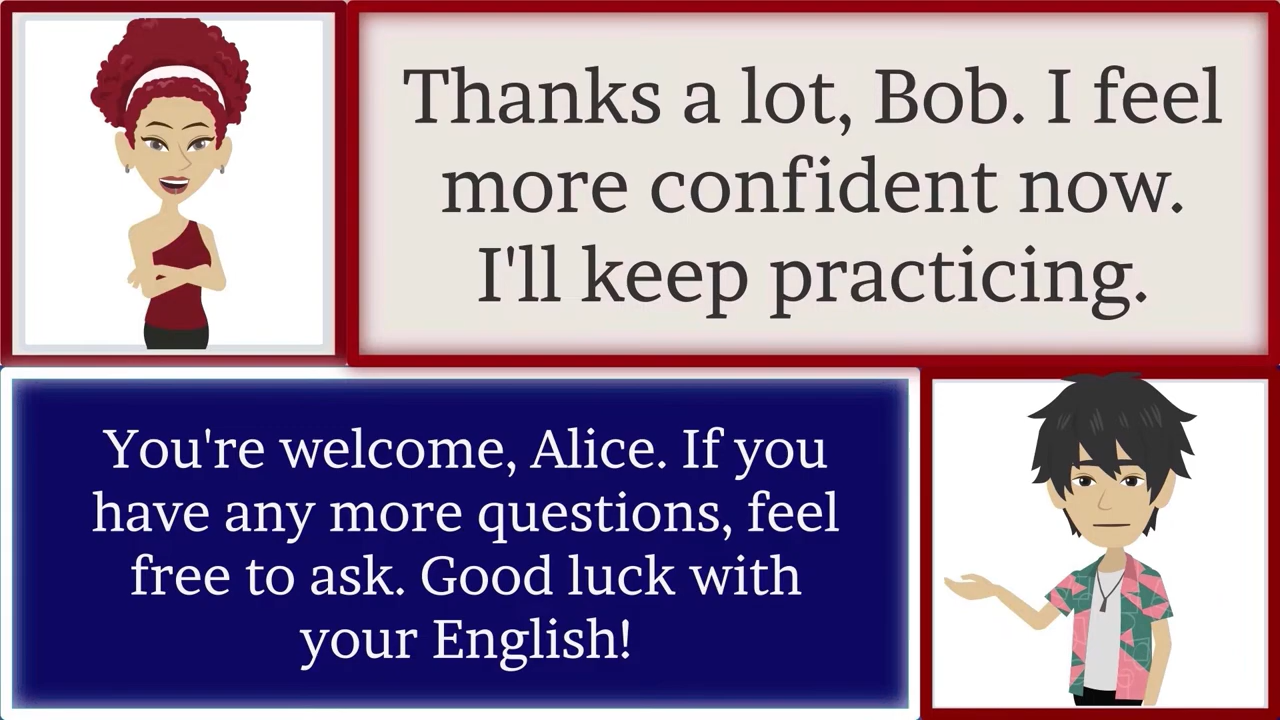 Thanks a lot, Bob. I feel
more confident now.
I'll keep practicing.
You're welcome, Alice. If you
have any more questions, feel
free to ask. Good luck with
your English!